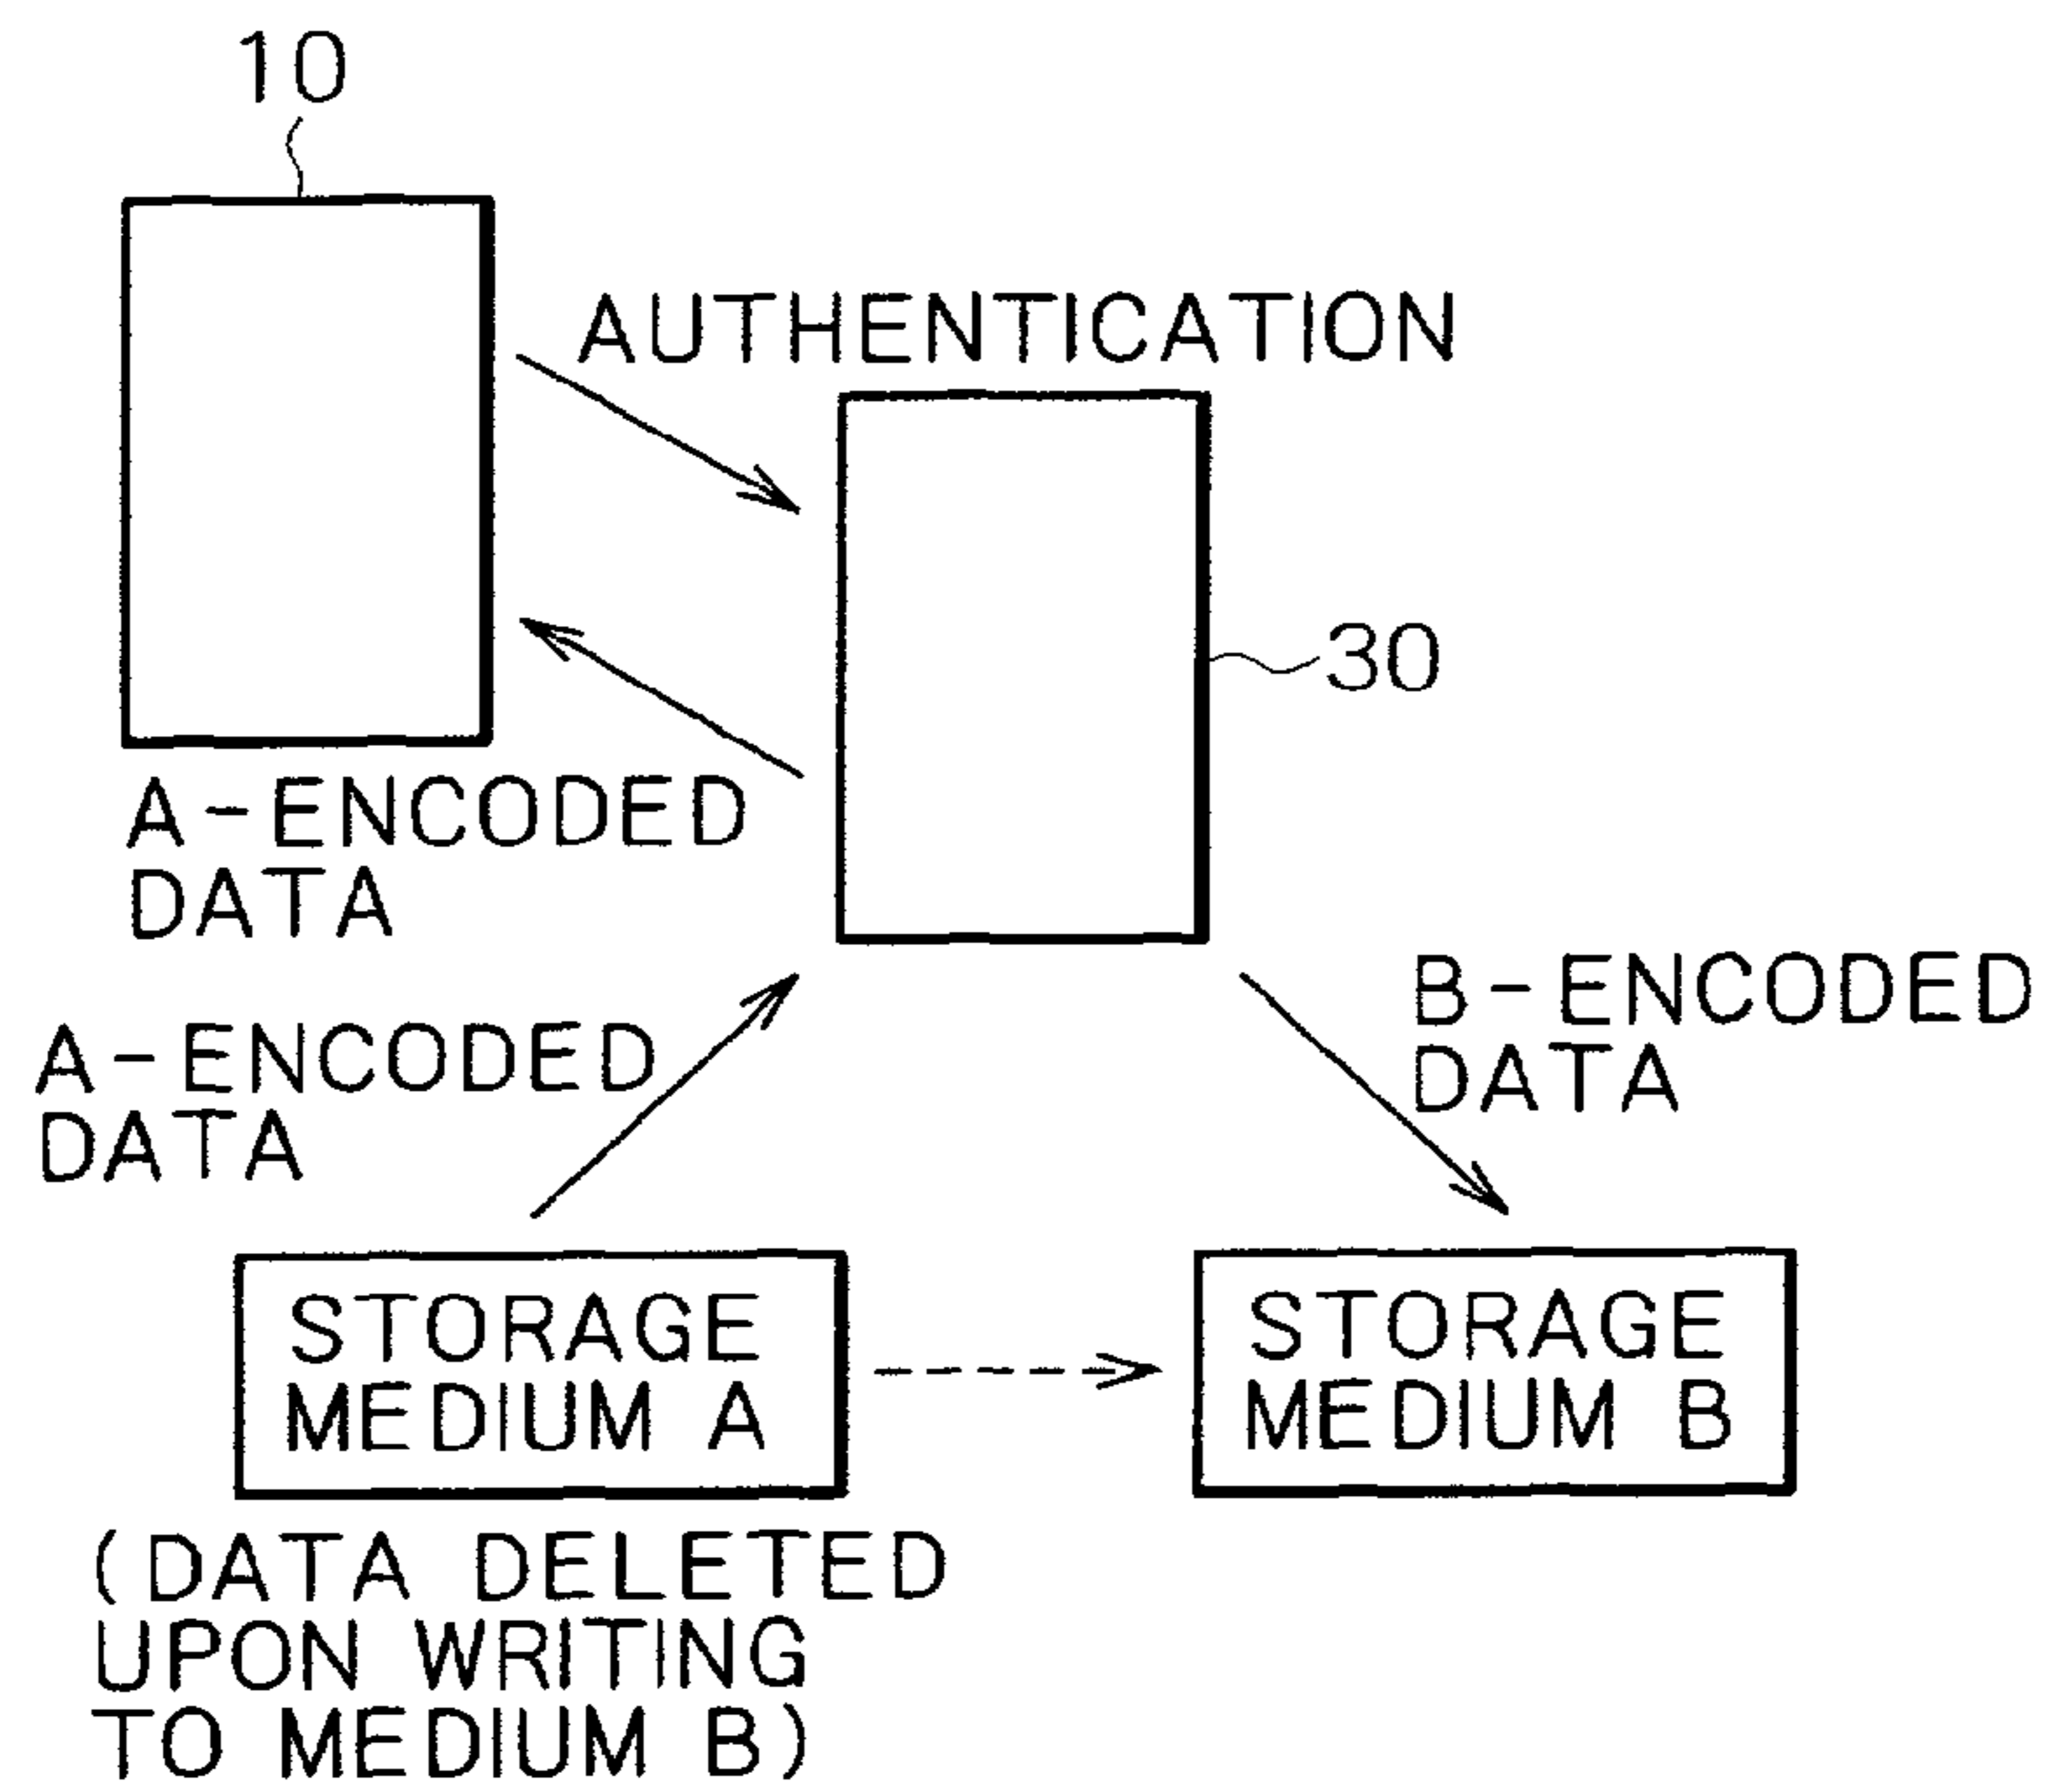 10
AUTHENTICATION
30
A-ENCODED
DATA
A-ENCODED
DATA
B-ENCODED
DATA
STORAGE
MEDIUM A
STORAGE
MEDIUM B
(DATA DELETED
UPON WRITING
TO MEDIUM B)